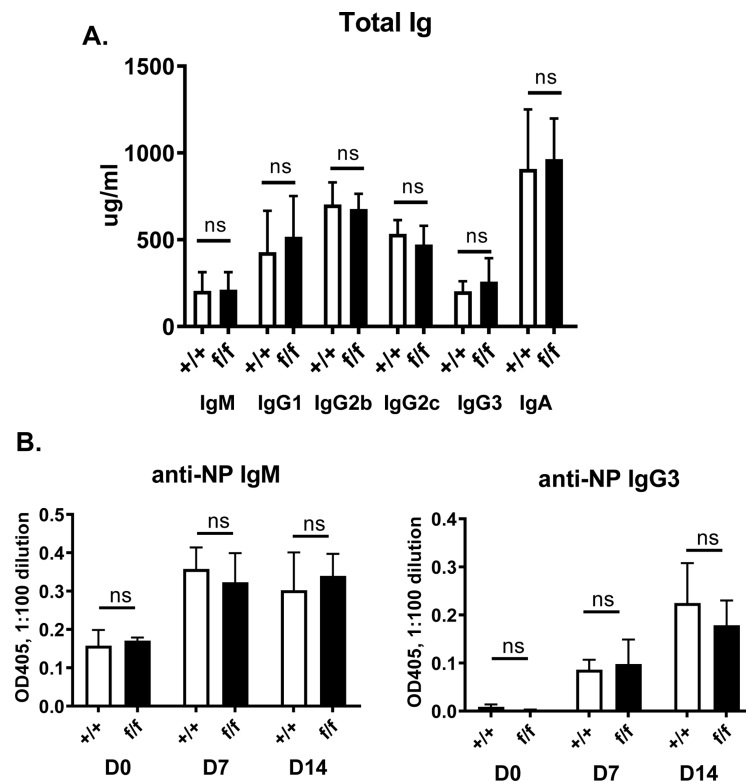 A.
Total Ig
ug/ml
1500
1000
500
0
ns ns ns ns ns ns
+/+ f/f +/+ f/f +/+ f/f +/+ f/f +/+ f/f +/+ f/f
IgM IgG1 IgG2b IgG2c IgG3 IgA
B.
anti-NP IgM
OD405, 1:100 dilution
0.5
0.4
0.3
0.2
0.1
0.0
ns ns ns
+/+ f/f +/+ f/f +/+ f/f
D0 D7 D14
anti-NP IgG3
OD405, 1:100 dilution
0.4
0.3
0.2
0.1
0.0
ns ns ns
+/+ f/f +/+ f/f +/+ f/f
D0 D7 D14